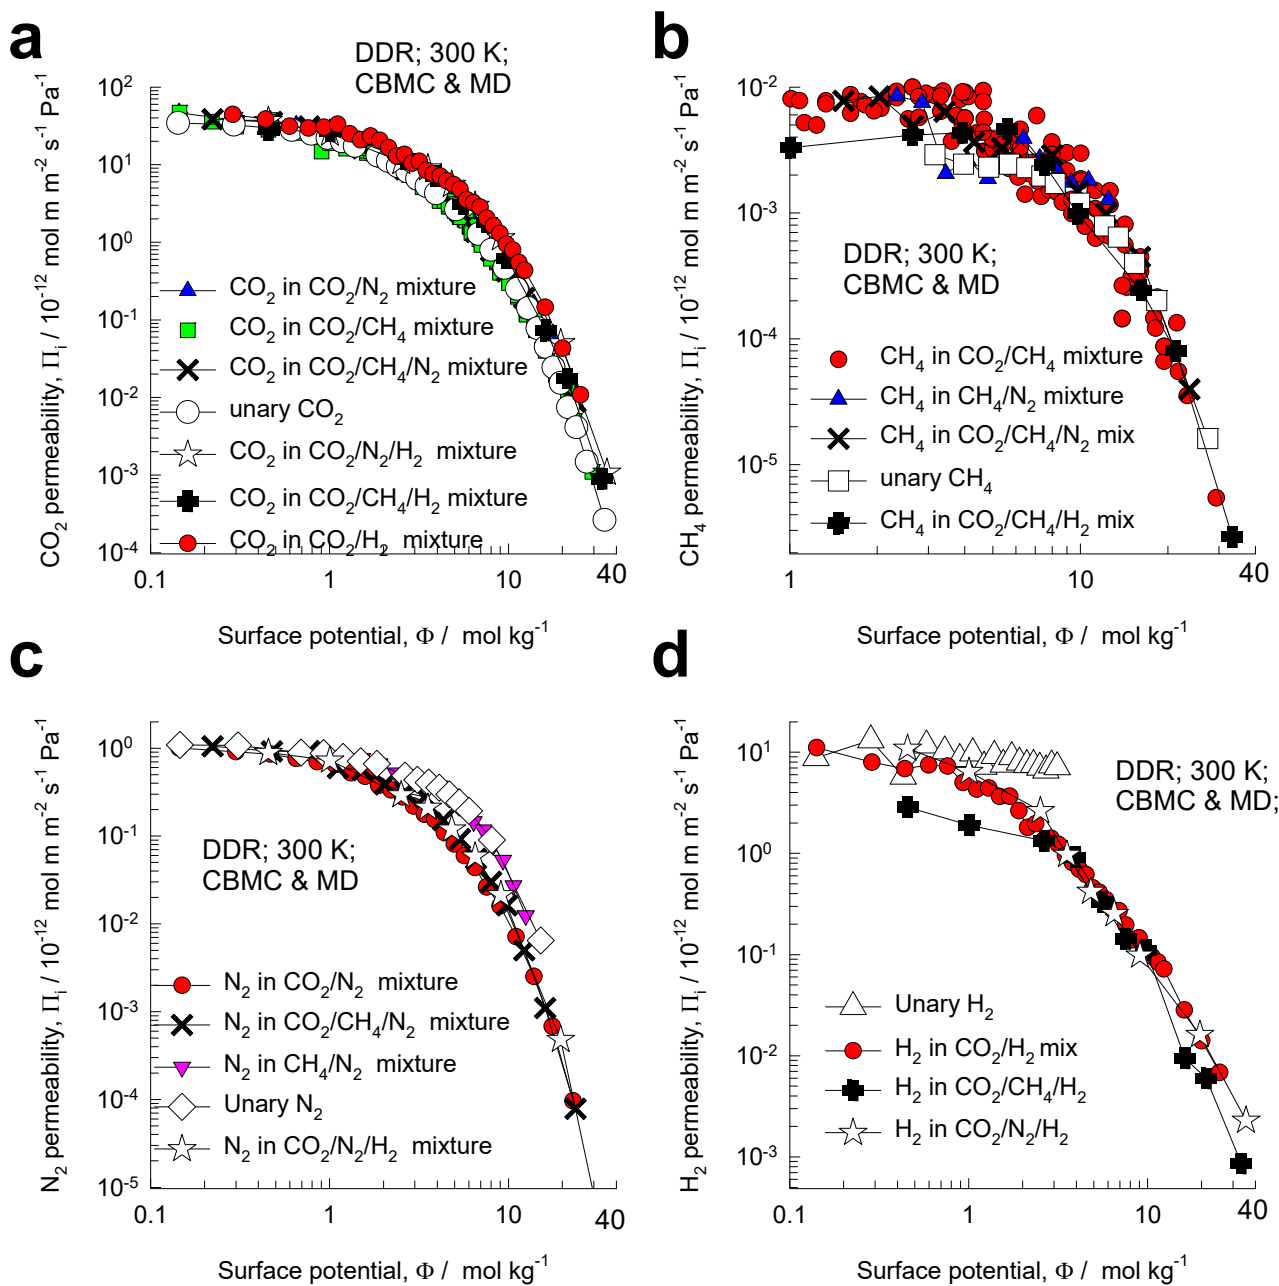 a
DDR; 300 K;
CBMC & MD
CO2 permeability, Πi / 10-12 mol m m-2 s-1 Pa-1
102
101
100
10-1
10-2
10-3
10-4
CO2 in CO2/N2 mixture
CO2 in CO2/CH4 mixture
CO2 in CO2/CH4/N2 mixture
unary CO2
CO2 in CO2/N2/H2 mixture
CO2 in CO2/CH4/H2 mixture
CO2 in CO2/H2 mixture
0.1 1 10 40
Surface potential, Φ / mol kg-1
b
CH4 permeability, Πi / 10-12 mol m m-2 s-1 Pa-1
10-2
10-3
10-4
10-5
DDR; 300 K;
CBMC & MD
CH4 in CO2/CH4 mixture
CH4 in CH4/N2 mixture
CH4 in CO2/CH4/N2 mix
unary CH4
CH4 in CO2/CH4/H2 mix
1 10 40
Surface potential, Φ / mol kg-1
c
N2 permeability, Πi / 10-12 mol m m-2 s-1 Pa-1
100
10-1
10-2
10-3
10-4
10-5
DDR; 300 K;
CBMC & MD
N2 in CO2/N2 mixture
N2 in CO2/CH4/N2 mixture
N2 in CH4/N2 mixture
Unary N2
N2 in CO2/N2/H2 mixture
0.1 1 10 40
Surface potential, Φ / mol kg-1
d
H2 permeability, Πi / 10-12 mol m m-2 s-1 Pa-1
101
100
10-1
10-2
10-3
DDR; 300 K;
CBMC & MD;
Unary H2
H2 in CO2/H2 mix
H2 in CO2/CH4/H2
H2 in CO2/N2/H2
0.1 1 10 40
Surface potential, Φ / mol kg-1